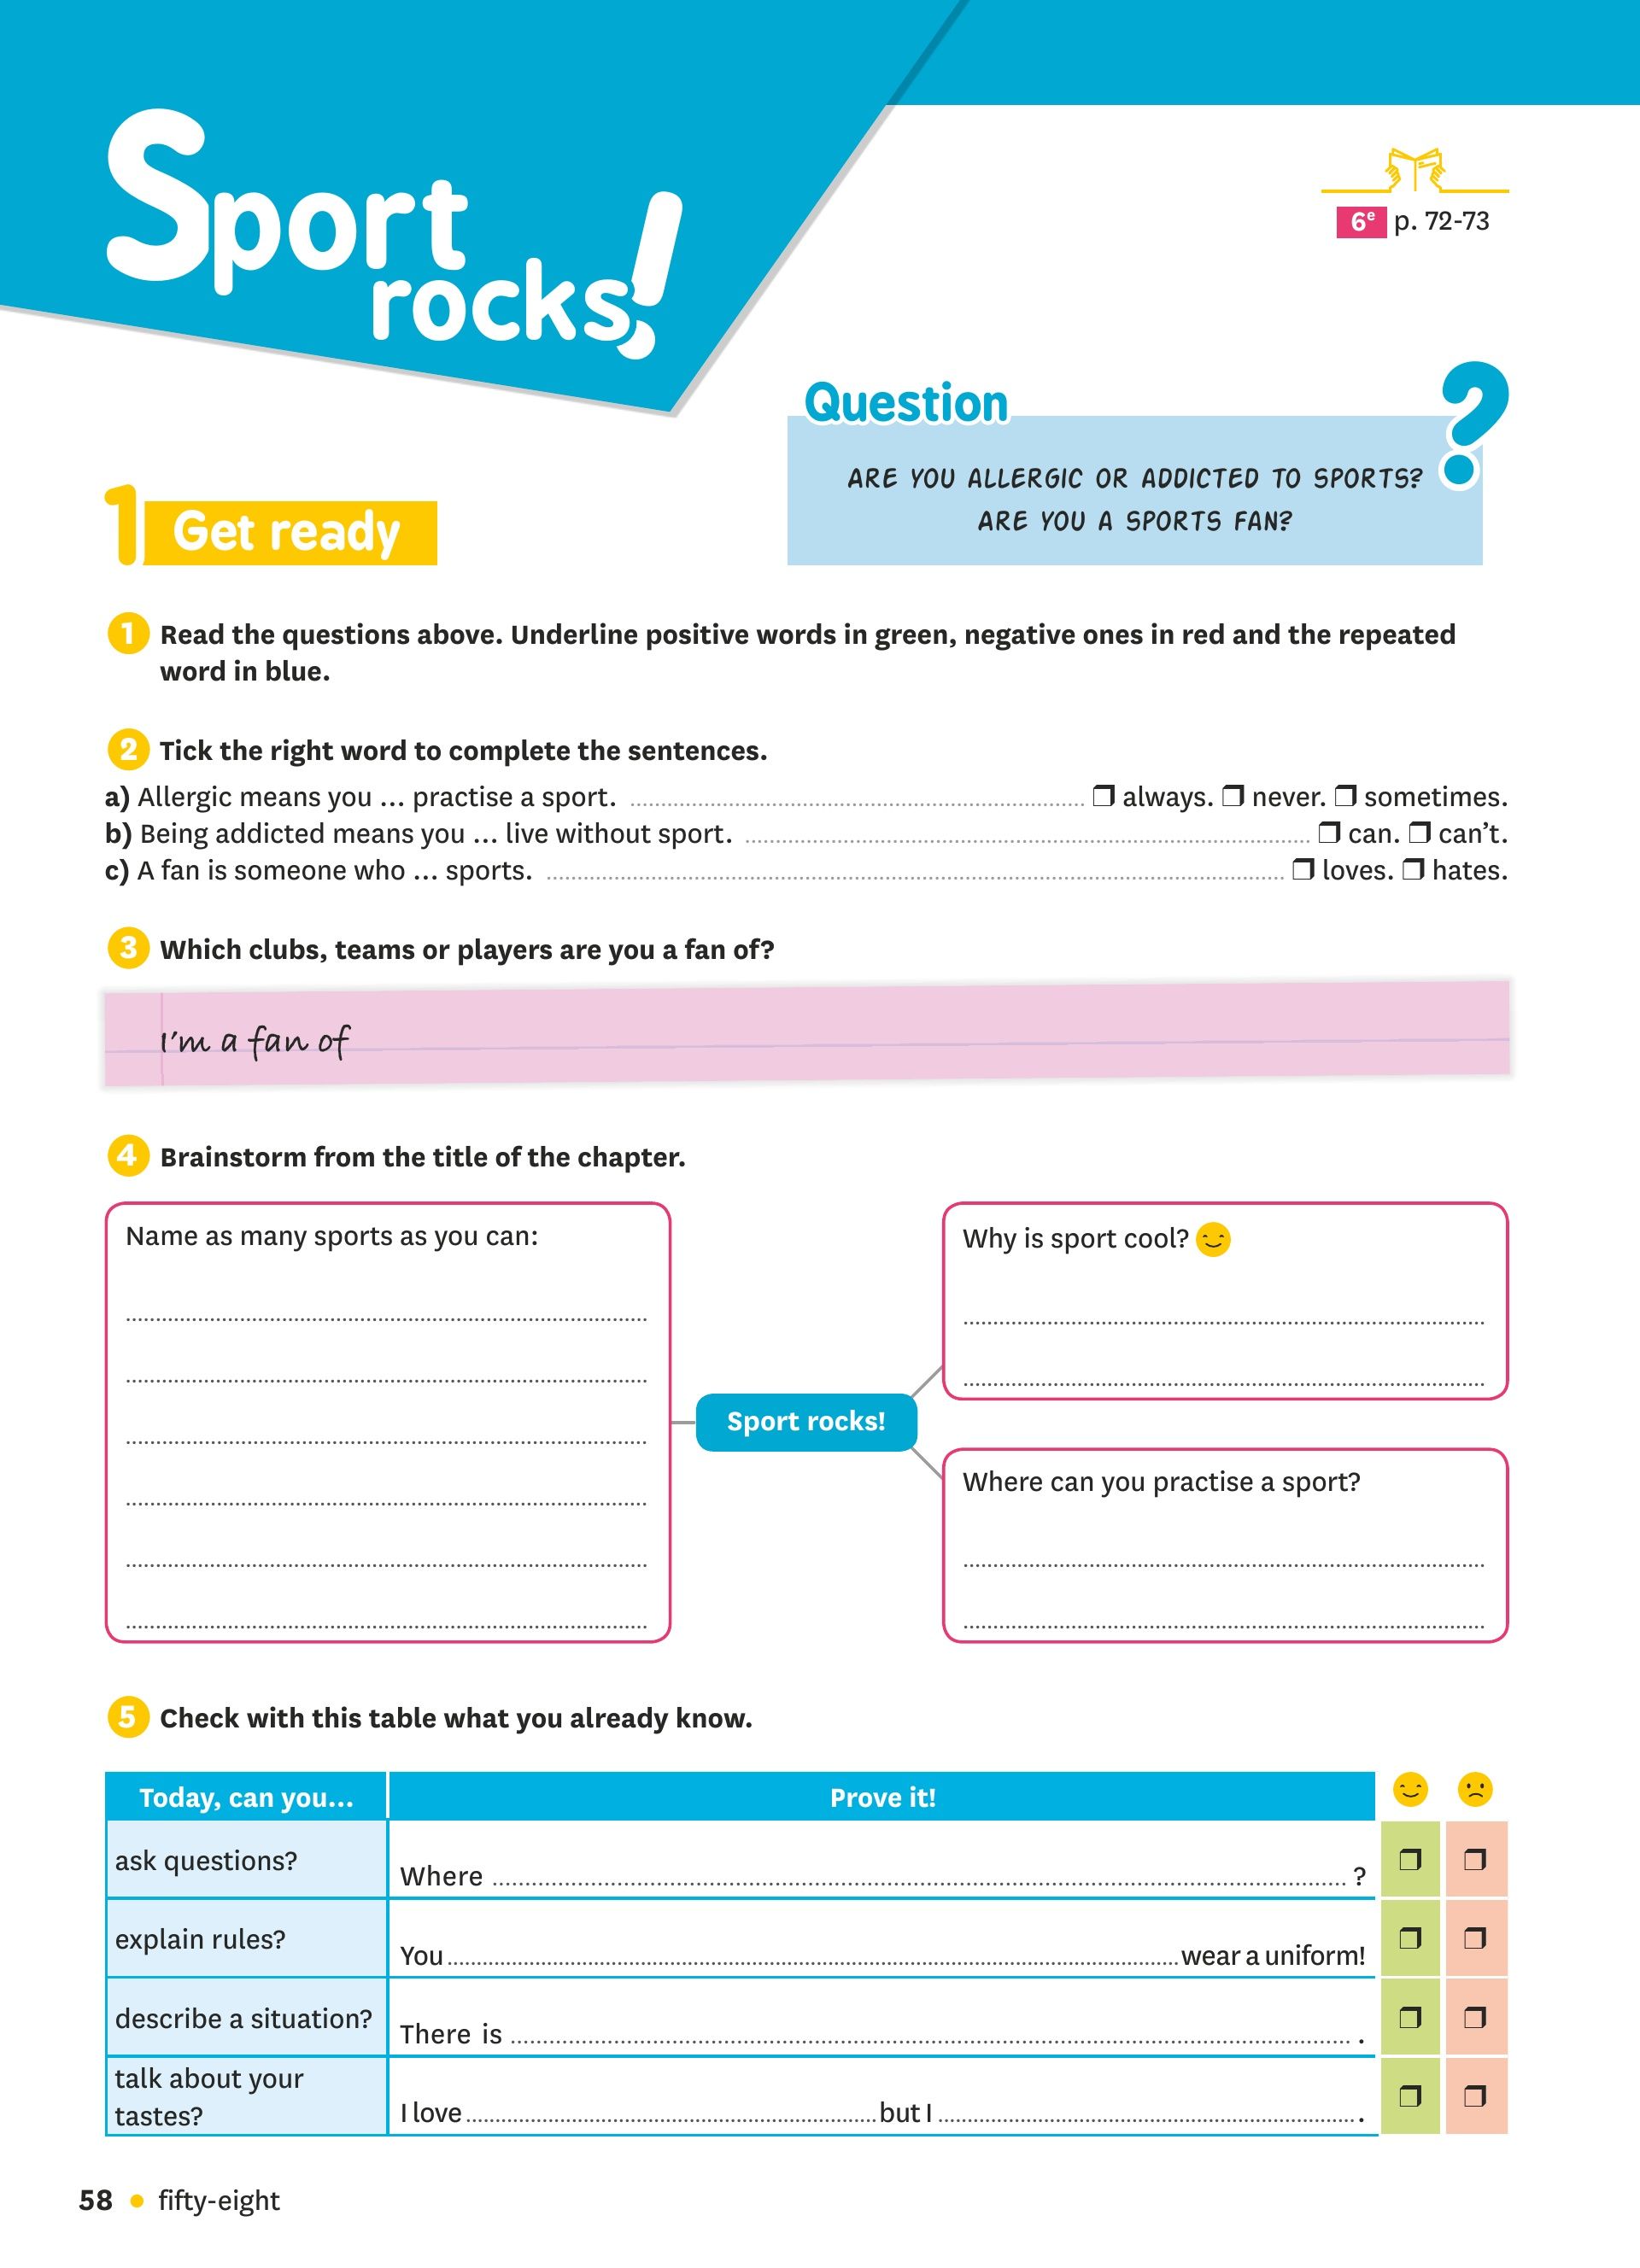 Sport
rocks!
6e p. 72-73
Question ?
ARE YOU ALLERGIC OR ADDICTED TO SPORTS?
ARE YOU A SPORTS FAN?
1 Get ready
1 Read the questions above. Underline positive words in green, negative ones in red and the repeated
word in blue.
2 Tick the right word to complete the sentences.
a) Allergic means you ... practise a sport. ❒ always. ❒ never. ❒ sometimes.
b) Being addicted means you ... live without sport. ❒ can. ❒ can't.
c) A fan is someone who ... sports. ❒ loves. ❒ hates.
3 Which clubs, teams or players are you a fan of?
I'm a fan of
4 Brainstorm from the title of the chapter.
Name as many sports as you can:
Sport rocks!
Why is sport cool?
Where can you practise a sport?
5 Check with this table what you already know.
Today, can you... Prove it!
ask questions? Where ?
explain rules? You wear a uniform!
describe a situation? There is .
talk about your
tastes? I love but I .
58 • fifty-eight